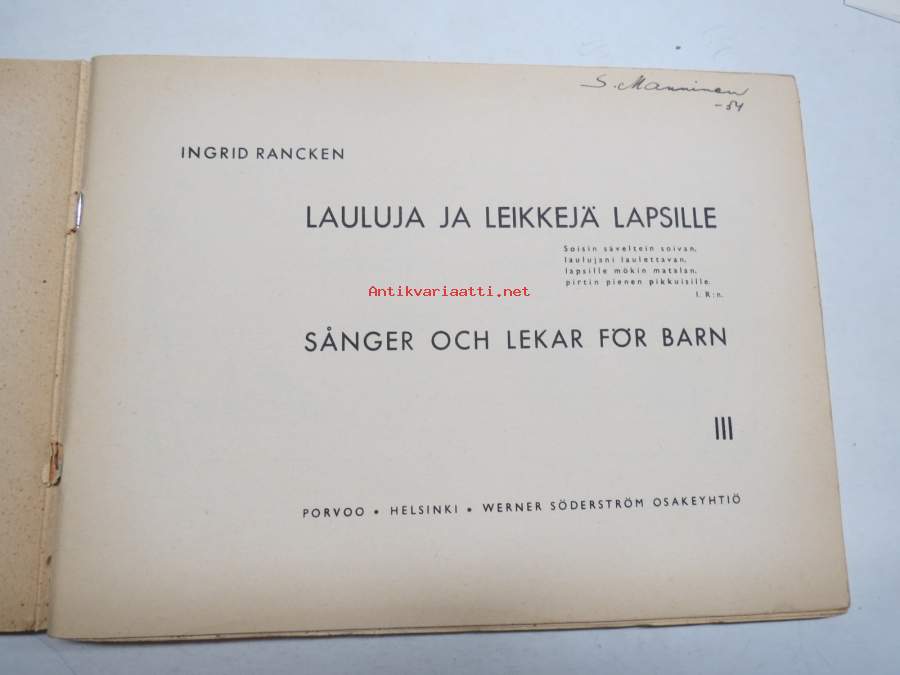 S. Manninen
-54
INGRID RANCKEN
LAULUJA JA LEIKKEJÄ LAPSILLE
Soisin säveltein soivan,
laulujani laulettavan,
lapsille mökin matalan,
pirtin pienen pikkuisille.
I. R:n.
Antikvariaatti.net
SÅNGER OCH LEKAR FÖR BARN
III
PORVOO • HELSINKI • WERNER SÖDERSTRÖM OSAKEYHTIÖ